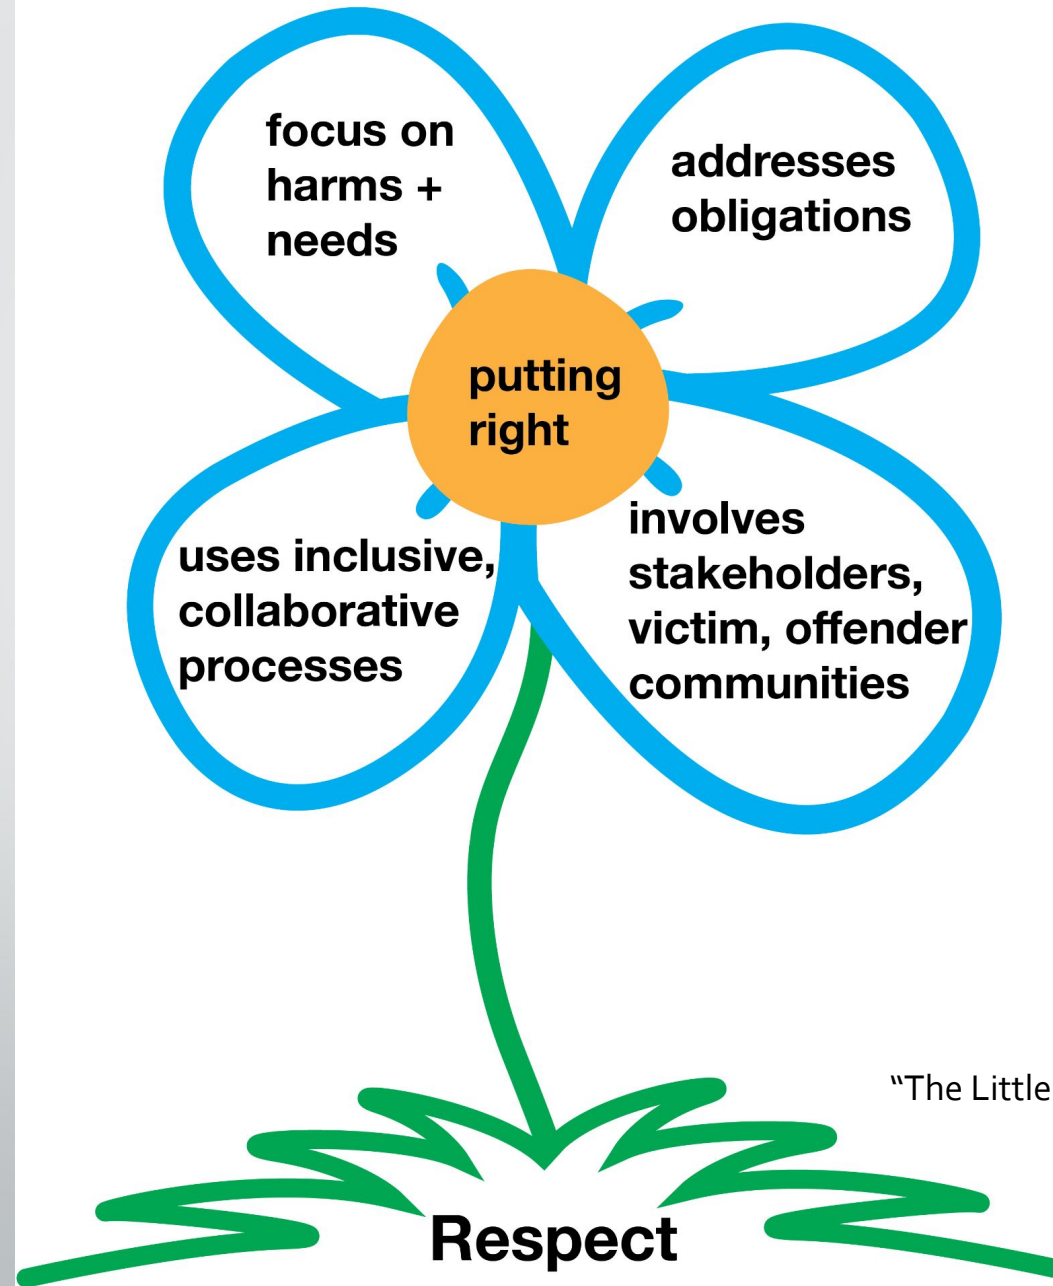 focus on
harms +
needs
addresses
obligations
putting
right
uses inclusive,
collaborative
processes
involves
stakeholders,
victim, offender
communities
“The Little
Respect